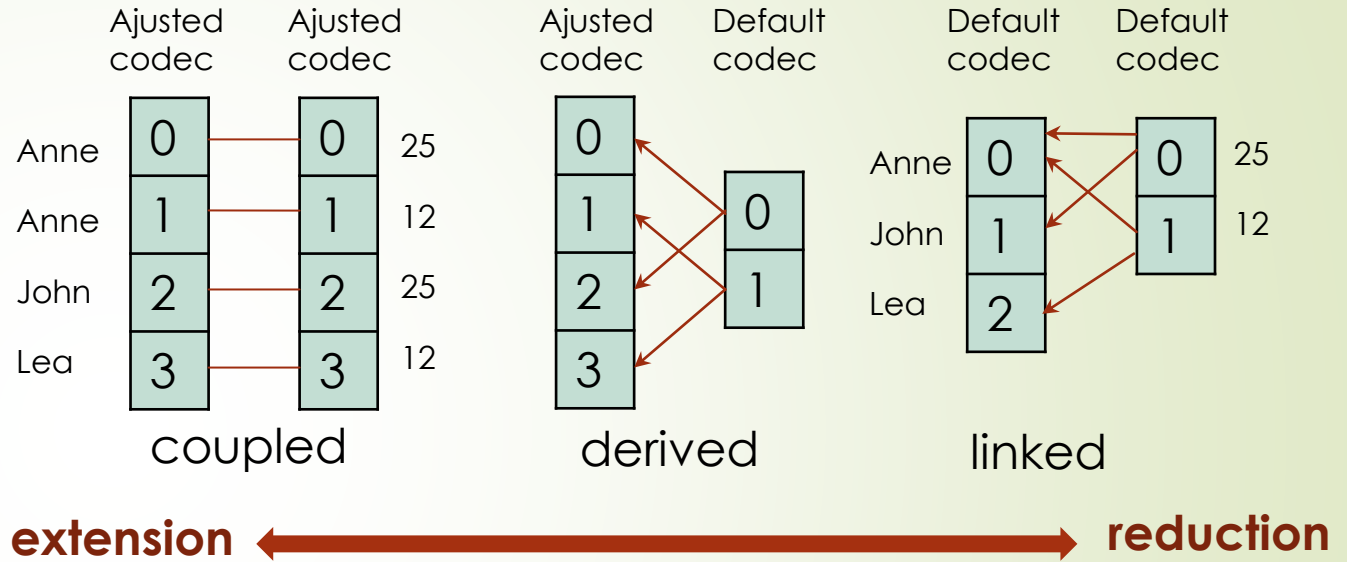 Ajusted codec
Ajusted codec
Anne 0 0 25
Anne 1 1 12
John 2 2 25
Lea 3 3 12
coupled
Ajusted codec
Default codec
0
1
2
3
0
1
derived
Default codec
Default codec
Anne 0 0 25
John 1 1 12
Lea 2
linked
extension
reduction